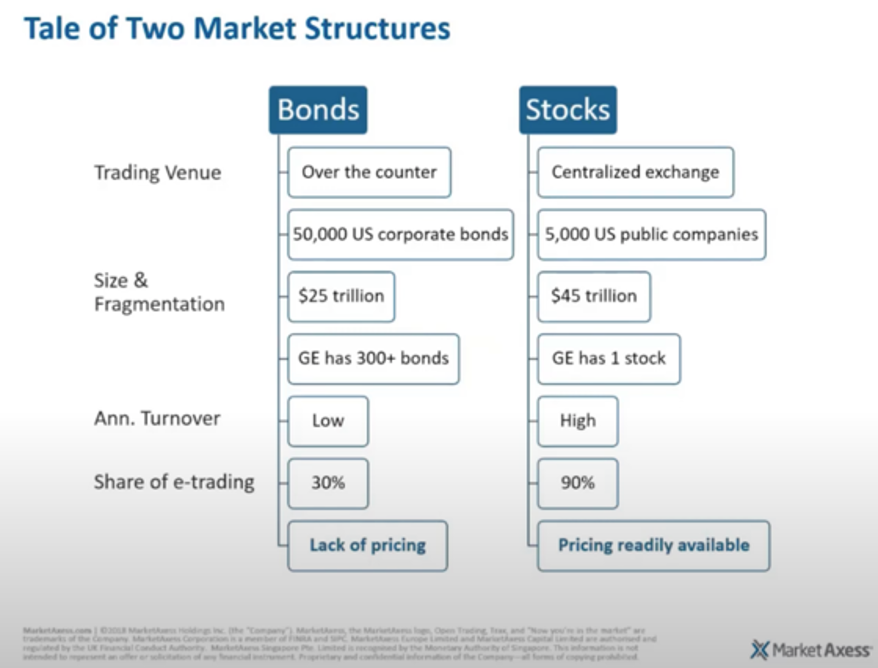 Tale of Two Market Structures
Bonds Stocks
Trading Venue Over the counter Centralized exchange
50,000 US corporate bonds 5,000 US public companies
Size &
Fragmentation
$25 trillion $45 trillion
GE has 300+ bonds GE has 1 stock
Ann. Turnover Low High
Share of e-trading 30% 90%
Lack of pricing Pricing readily available
MarketAxess.com | ©2018 MarketAxess Holdings Inc. (the "Company"). MarketAxess, the MarketAxess logo, Open Trading, Trax, and "Now you're in the market" are
trademarks of the Company. MarketAxess Corporation is a member of FINRA and SIPC. MarketAxess Europe Limited and MarketAxess Capital Limited are authorised and
regulated by the UK Financial Conduct Authority. MarketAxess Singapore Pte. Limited is recognised by the Monetary Authority of Singapore. This information is not
intended to represent an offer or solicitation of any financial instrument. Proprietary and confidential information of the Company—all forms of copying prohibited.
MarketAxess